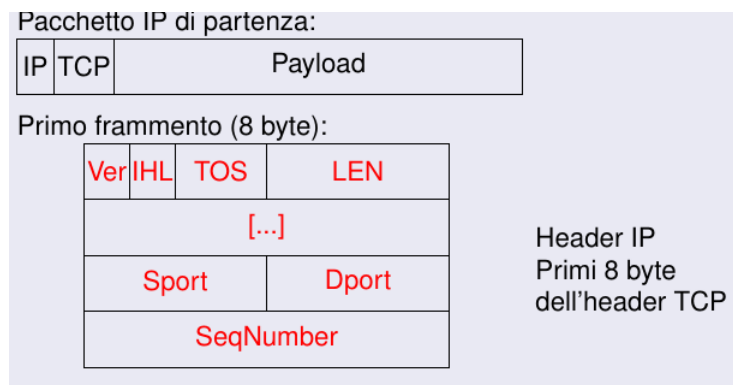 Pacchetto IP di partenza:
IP TCP Payload
Primo frammento (8 byte):
Ver IHL TOS LEN
[...]
Sport Dport
SeqNumber
Header IP
Primi 8 byte
dell'header TCP